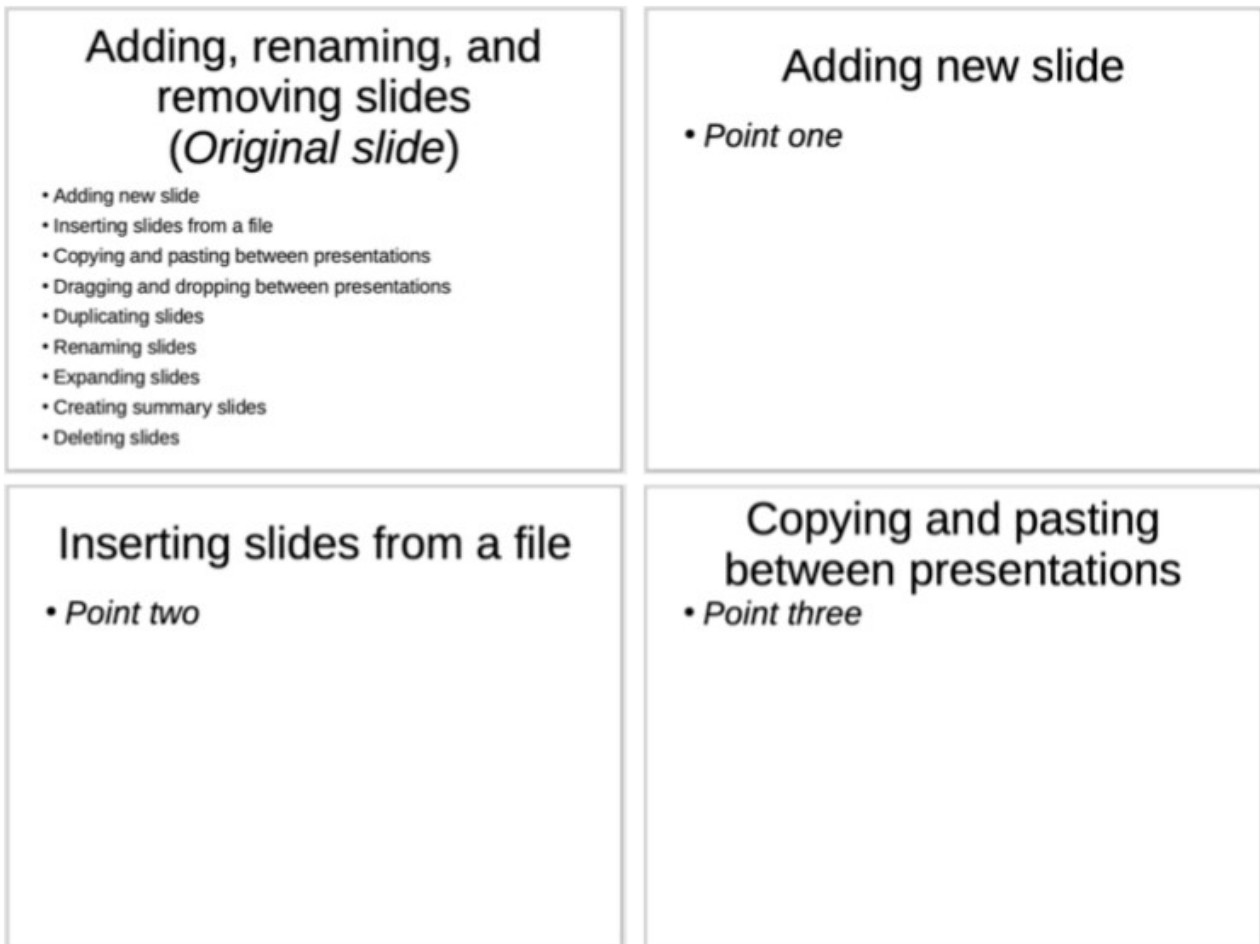 Adding, renaming, and
removing slides
(Original slide)
• Adding new slide
• Inserting slides from a file
• Copying and pasting between presentations
• Dragging and dropping between presentations
• Duplicating slides
• Renaming slides
• Expanding slides
• Creating summary slides
• Deleting slides
Adding new slide
• Point one
Inserting slides from a file
• Point two
Copying and pasting
between presentations
• Point three